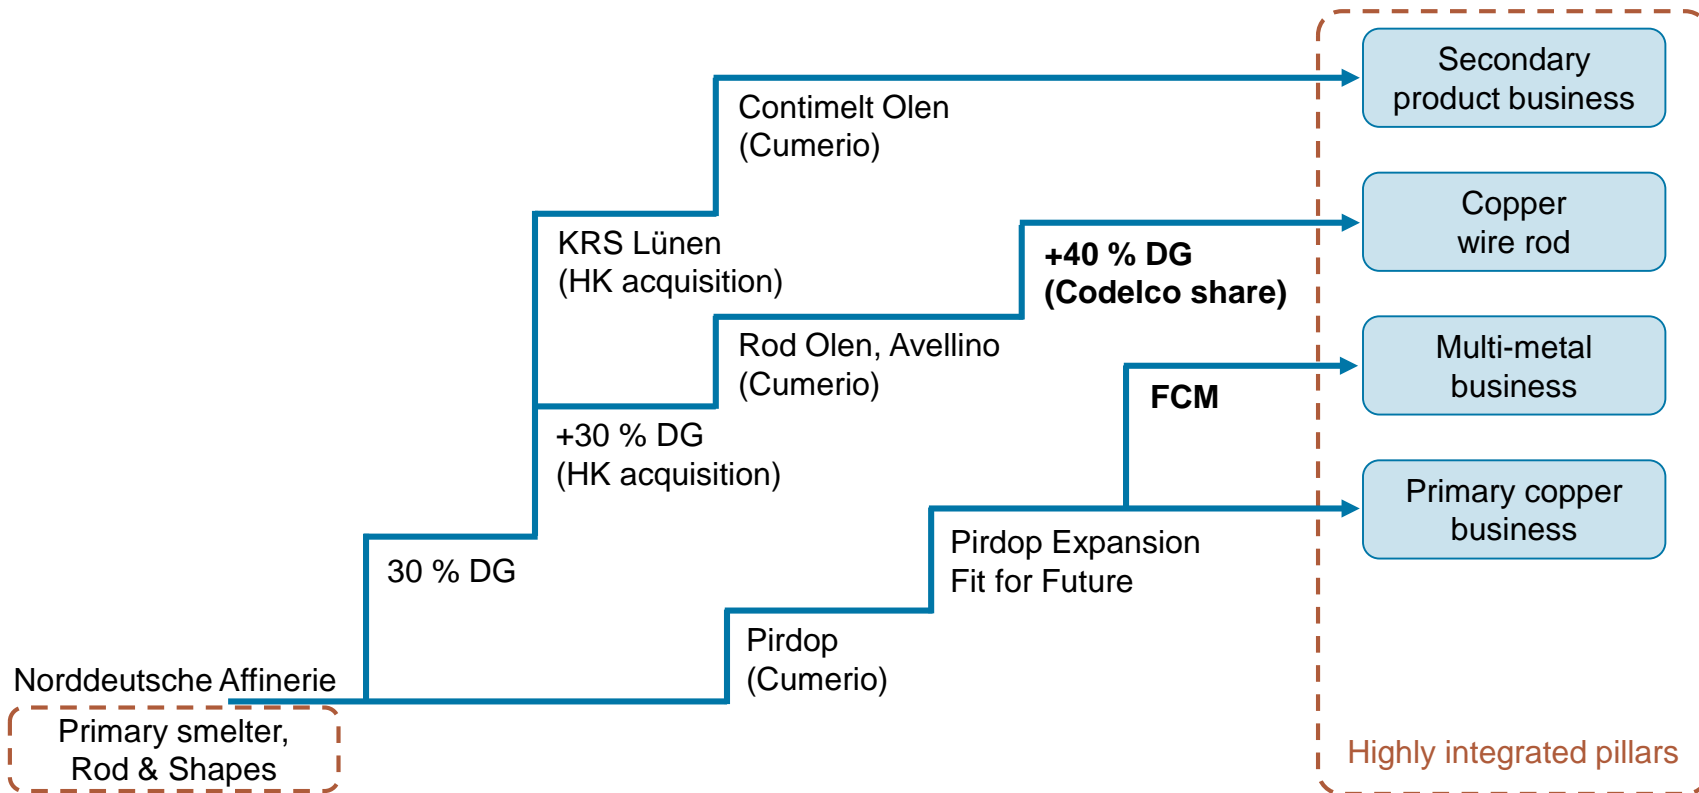 Secondary
product business
Contimelt Olen
(Cumerio)
Copper
wire rod
KRS Lünen
(HK acquisition)
+40 % DG
(Codelco share)
Rod Olen, Avellino
(Cumerio)
Multi-metal
business
FCM
+30 % DG
(HK acquisition)
Primary copper
business
Pirdop Expansion
Fit for Future
30 % DG
Pirdop
(Cumerio)
Norddeutsche Affinerie
Primary smelter,
Rod & Shapes
Highly integrated pillars